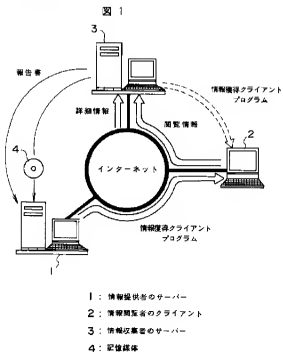 図 1
3
報告書
詳細情報
閲覧情報
情報獲得クライアント
プログラム
2
4
インターネット
情報獲得クライアント
プログラム
1
1 : 情報提供者のサーバー
2 : 情報閲覧者のクライアント
3 : 情報収集者のサーバー
4 : 記憶媒体